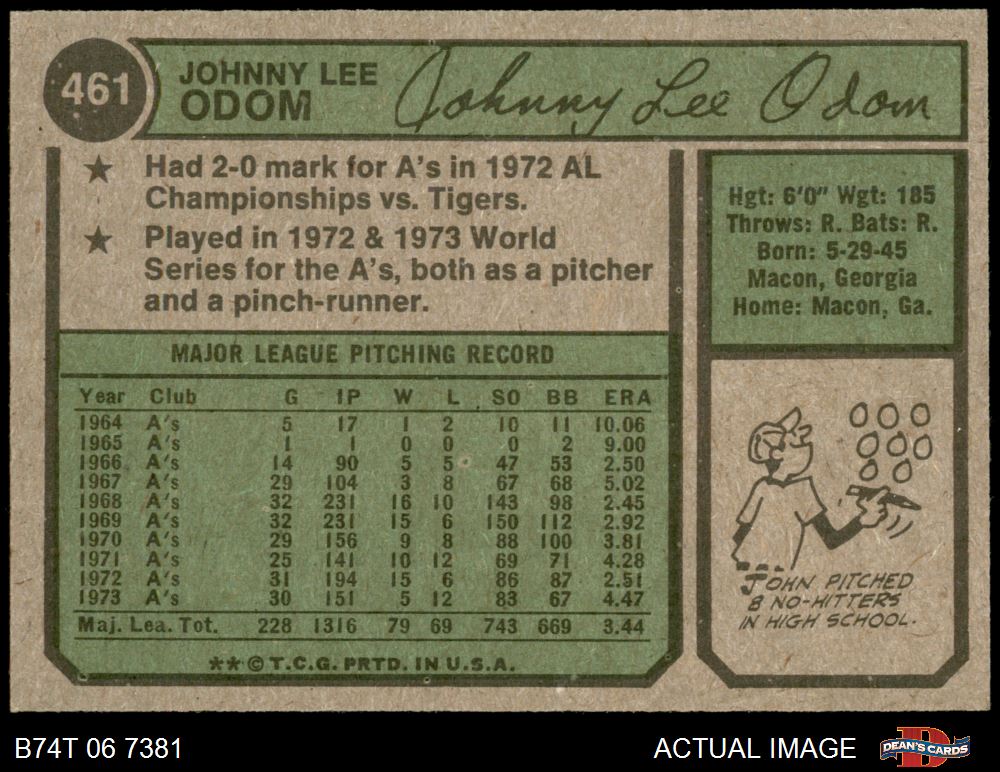 461
JOHNNY LEE
ODOM
Johnny Lee Odom
★ Had 2-0 mark for A's in 1972 AL
Championships vs. Tigers.
★ Played in 1972 & 1973 World
Series for the A's, both as a pitcher
and a pinch-runner.
Hgt: 6'0" Wgt: 185
Throws: R. Bats: R.
Born: 5-29-45
Macon, Georgia
Home: Macon, Ga.
MAJOR LEAGUE PITCHING RECORD
Year Club G IP W L SO BB ERA
1964 A's 5 17 1 2 10 11 10.06
1965 A's 1 1 0 0 0 2 9.00
1966 A's 14 90 5 5 47 53 2.50
1967 A's 29 104 3 8 67 68 5.02
1968 A's 32 231 16 10 143 98 2.45
1969 A's 32 231 15 6 150 112 2.92
1970 A's 29 156 9 8 88 100 3.81
1971 A's 25 141 10 12 69 71 4.28
1972 A's 31 194 15 6 86 87 2.51
1973 A's 30 151 5 12 83 67 4.47
Maj. Lea. Tot. 228 1316 79 69 743 669 3.44
★★©T.C.G. PRTD. IN U.S.A.
JOHN PITCHED
8 NO-HITTERS
IN HIGH SCHOOL.
B74T 06 7381
ACTUAL IMAGE
D
DEAN'S CARDS